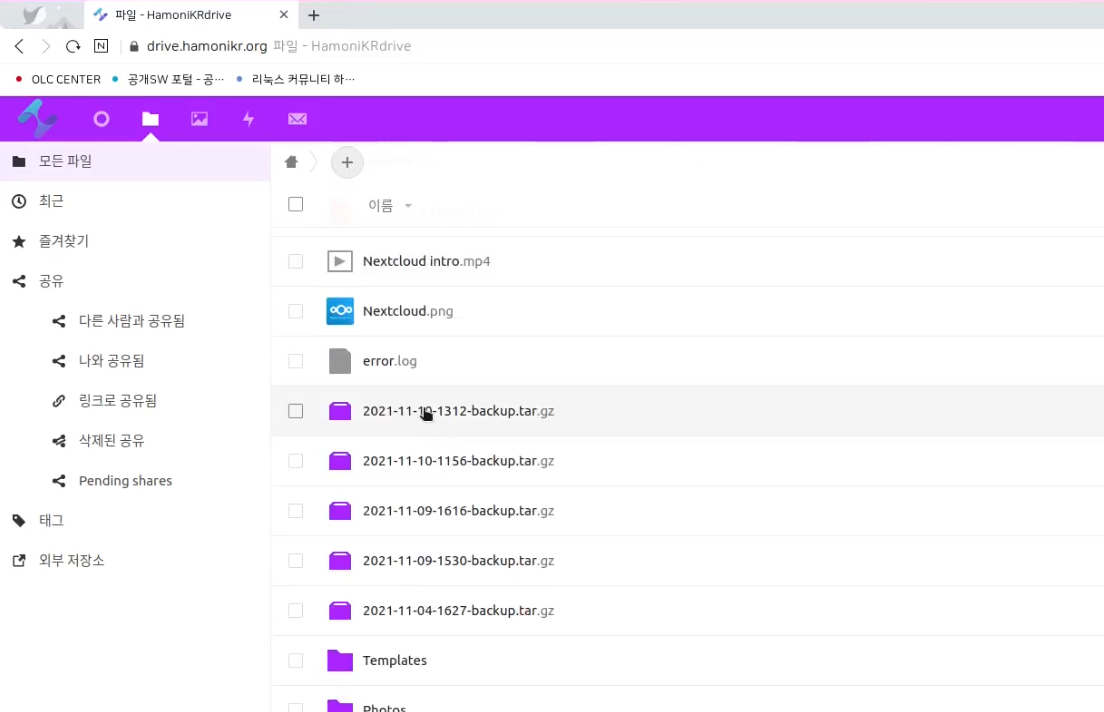 파일 - HamoniKRdrive
N drive.hamonikr.org 파일 - HamoniKRdrive
OLC CENTER 공개SW 포털 - 공… 리눅스 커뮤니티 하…
모든 파일
최근
즐겨찾기
공유
다른 사람과 공유됨
나와 공유됨
링크로 공유됨
삭제된 공유
Pending shares
태그
외부 저장소
이름
Nextcloud intro.mp4
Nextcloud.png
error.log
2021-11-10-1312-backup.tar.gz
2021-11-10-1156-backup.tar.gz
2021-11-09-1616-backup.tar.gz
2021-11-09-1530-backup.tar.gz
2021-11-04-1627-backup.tar.gz
Templates
Photos